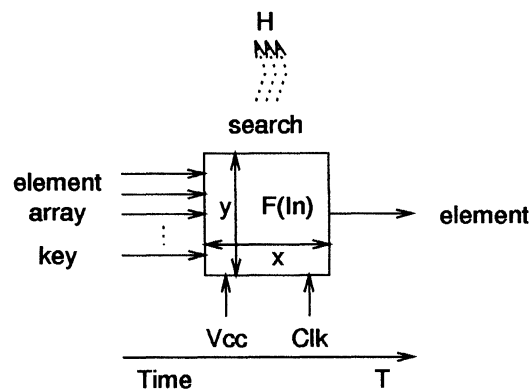 H
search
element
array
key
y
F(In)
x
element
Vcc
Clk
Time
T